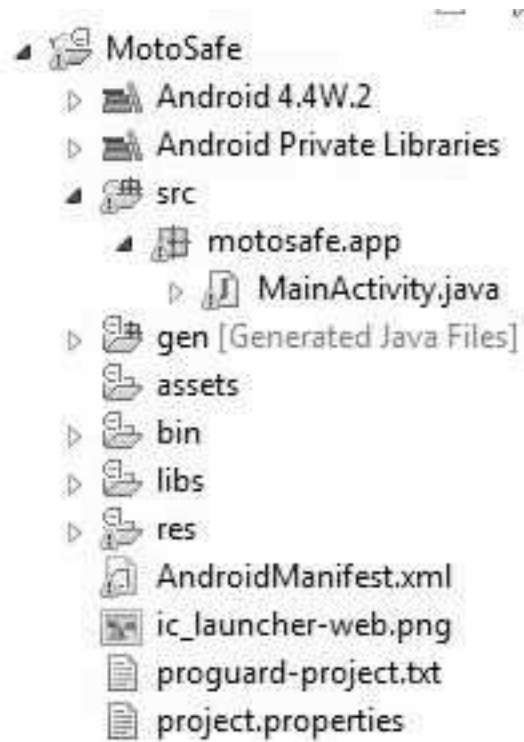 MotoSafe
Android 4.4W.2
Android Private Libraries
src
motosafe.app
MainActivity.java
gen [Generated Java Files]
assets
bin
libs
res
AndroidManifest.xml
ic_launcher-web.png
proguard-project.txt
project.properties